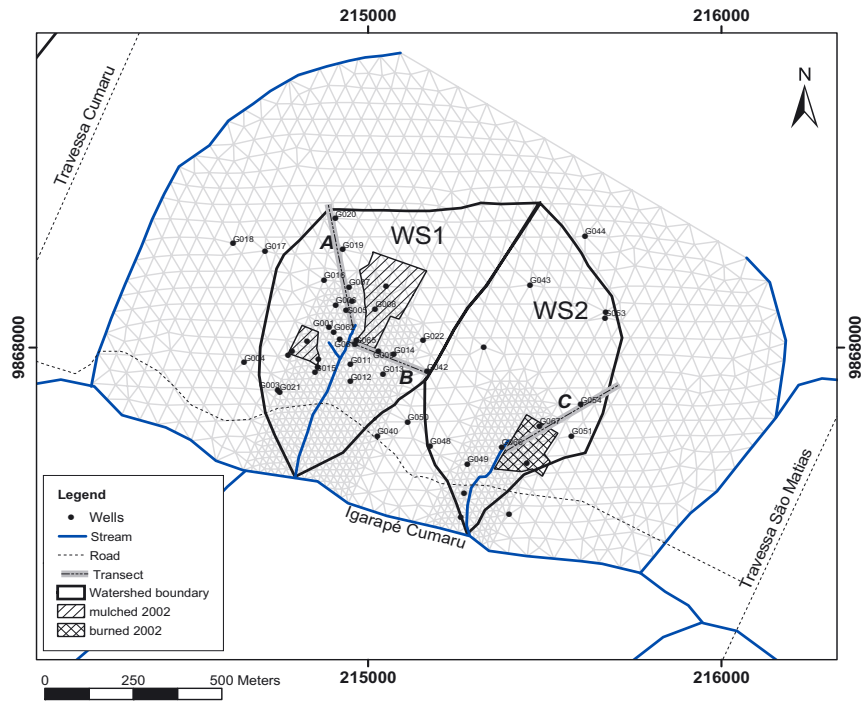 215000
216000
Travessa Cumaru
N
G020
A
WS1
G044
G018
G019
G017
G016
G007
G043
WS2
G008
G005
G053
G001
G062
9868000
9868000
G065
G022
G004
G014
G011
G015
G013
G042
B
G012
G003
G021
C
G054
G050
G067
G040
G051
G048
G049
Legend
Wells
Stream
Road
Transect
Watershed boundary
mulched 2002
burned 2002
Igarapé Cumaru
Travessa São Matias
0
250
500 Meters
215000
216000